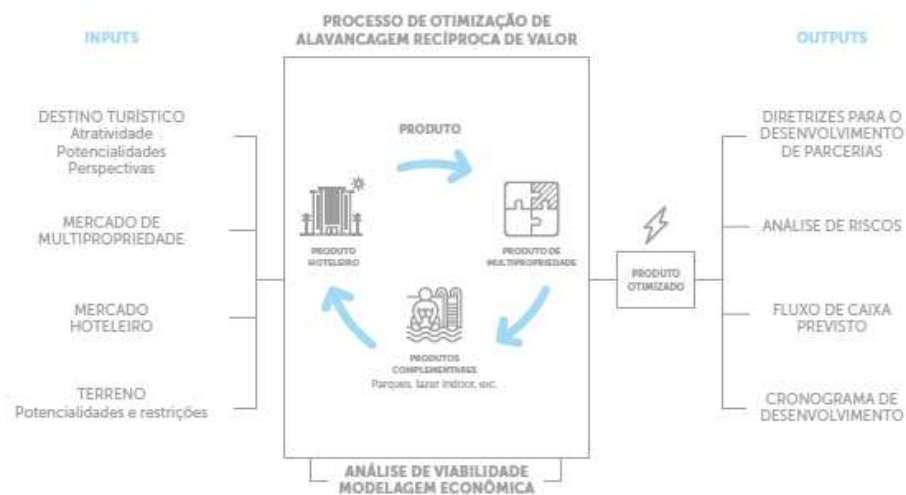 INPUTS
DESTINO TURÍSTICO
Atratividade
Potencialidades
Perspectivas
MERCADO DE
MULTIPROPRIEDADE
MERCADO
HOTELEIRO
TERRENO
Potencialidades e restrições
PROCESSO DE OTIMIZAÇÃO DE
ALAVANCAGEM RECÍPROCA DE VALOR
PRODUTO
PRODUTO
HOTELEIRO
PRODUTO DE
MULTIPROPRIEDADE
PRODUTOS
COMPLEMENTARES
Parques, lazer indoor, exc.
ANÁLISE DE VIABILIDADE
MODELAGEM ECONÔMICA
PRODUTO
OTIMIZADO
OUTPUTS
DIRETRIZES PARA O
DESENVOLVIMENTO
DE PARCERIAS
ANÁLISE DE RISCOS
FLUXO DE CAIXA
PREVISTO
CRONOGRAMA DE
DESENVOLVIMENTO